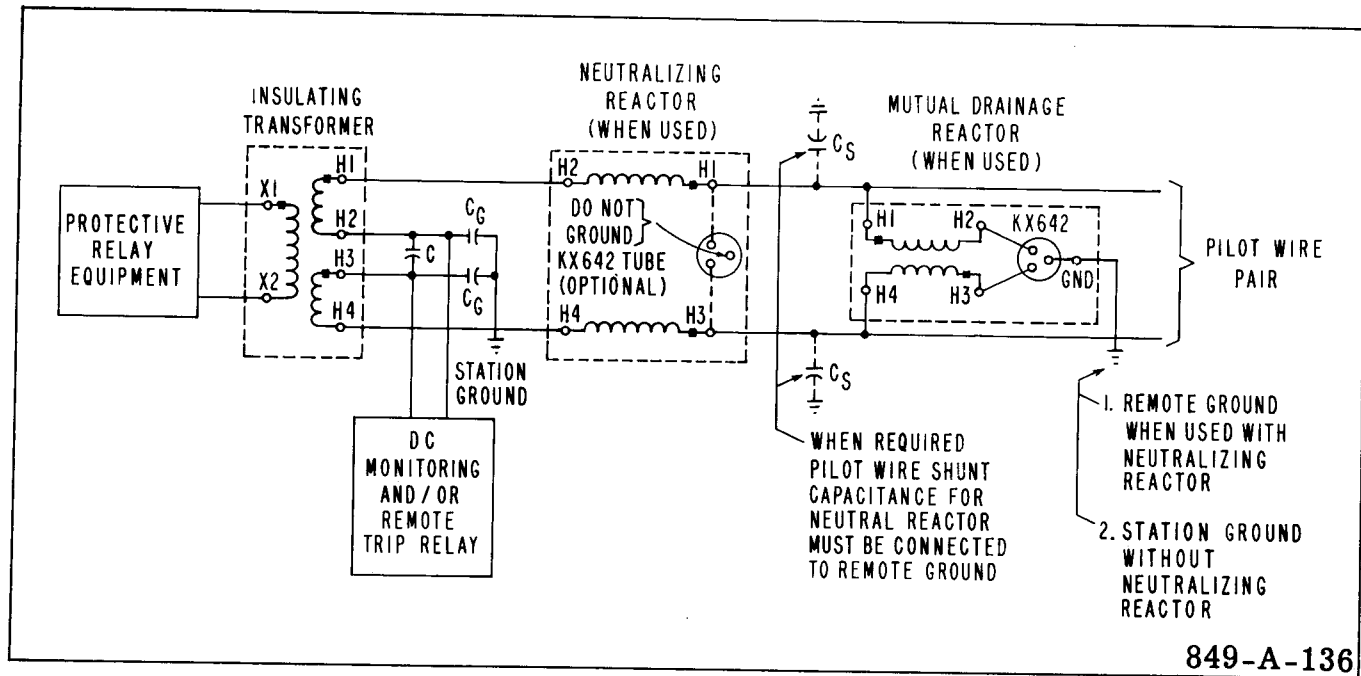 INSULATING
TRANSFORMER
NEUTRALIZING
REACTOR
(WHEN USED)
MUTUAL DRAINAGE
REACTOR
(WHEN USED)
PROTECTIVE
RELAY
EQUIPMENT
X1
X2
H1
H2
H3
H4
C
CG
CG
STATION
GROUND
DC
MONITORING
AND/OR
REMOTE
TRIP RELAY
H2
H1
DO NOT
GROUND
KX642 TUBE
(OPTIONAL)
H4
H3
CS
CS
WHEN REQUIRED
PILOT WIRE SHUNT
CAPACITANCE FOR
NEUTRAL REACTOR
MUST BE CONNECTED
TO REMOTE GROUND
H1
H2
KX642
H4
H3
GND
PILOT WIRE
PAIR
1. REMOTE GROUND
WHEN USED WITH
NEUTRALIZING
REACTOR
2. STATION GROUND
WITHOUT
NEUTRALIZING
REACTOR
849-A-136